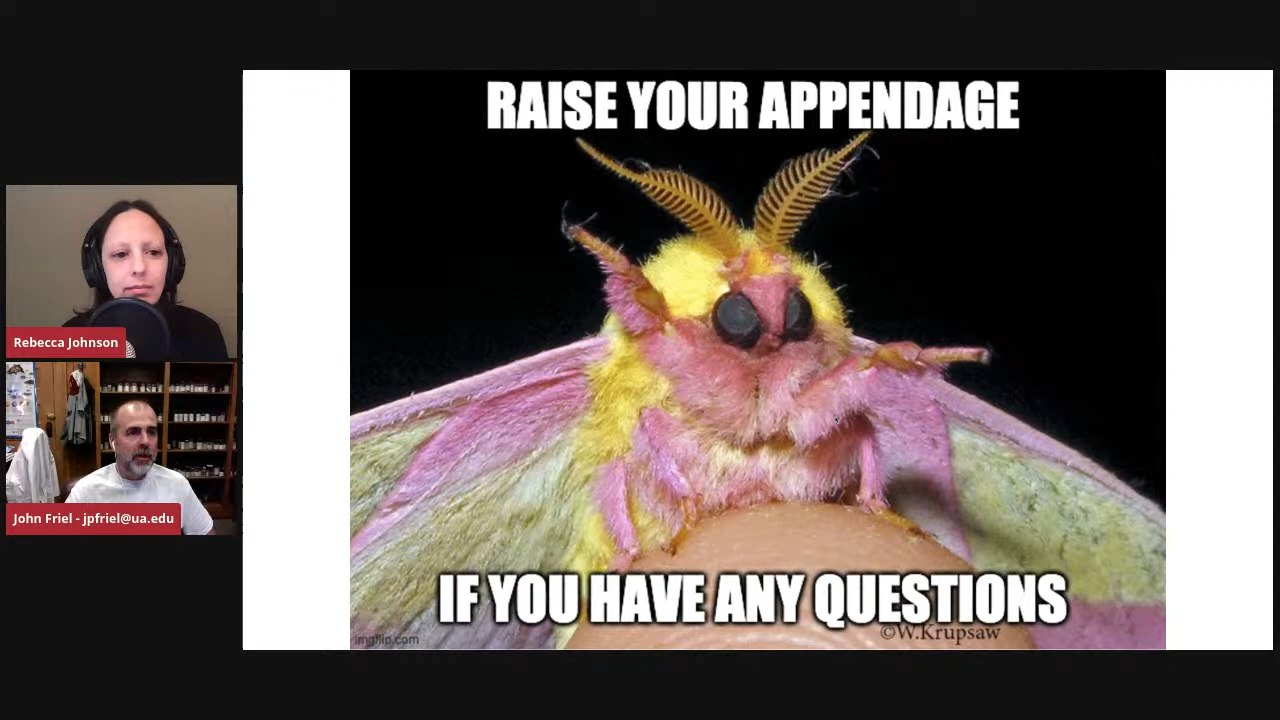 RAISE YOUR APPENDAGE
Rebecca Johnson
John Friel - jpfriel@ua.edu
IF YOU HAVE ANY QUESTIONS
©W.Krupsaw
imgflip.com